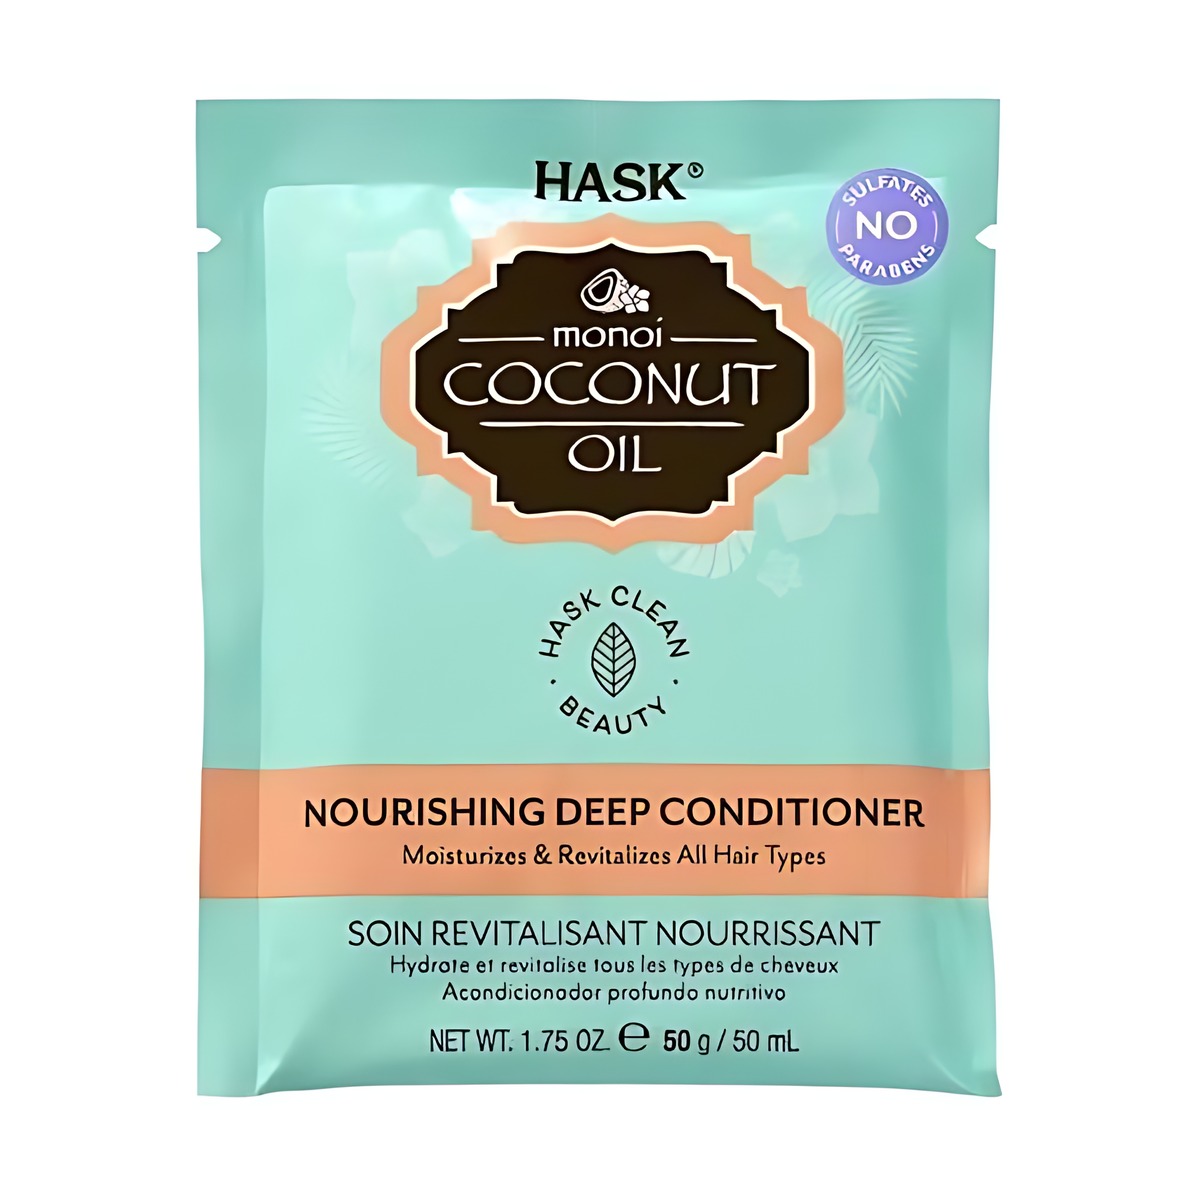 HASK®
SULFATES
NO
PARABENS
monoi
COCONUT
OIL
HASK CLEAN
BEAUTY
NOURISHING DEEP CONDITIONER
Moisturizes & Revitalizes All Hair Types
SOIN REVITALISANT NOURRISSANT
Hydrate et revitalise tous les types de cheveux
Acondicionador profundo nutritivo
NET WT. 1.75 OZ ℮ 50 g / 50 mL